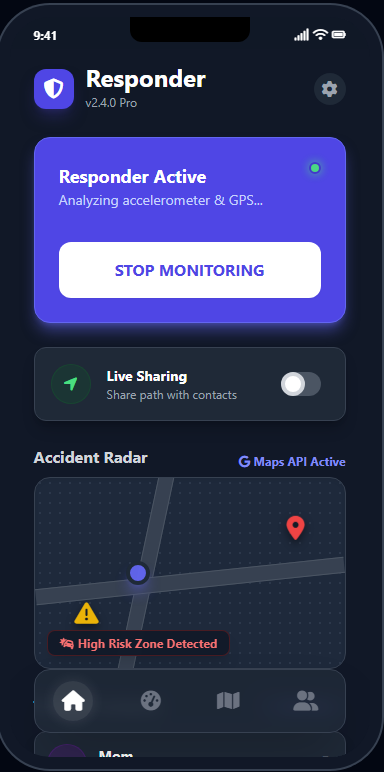 9:41
Responder
v2.4.0 Pro
Responder Active
Analyzing accelerometer & GPS...
STOP MONITORING
Live Sharing
Share path with contacts
Accident Radar
Maps API Active
High Risk Zone Detected
Mom